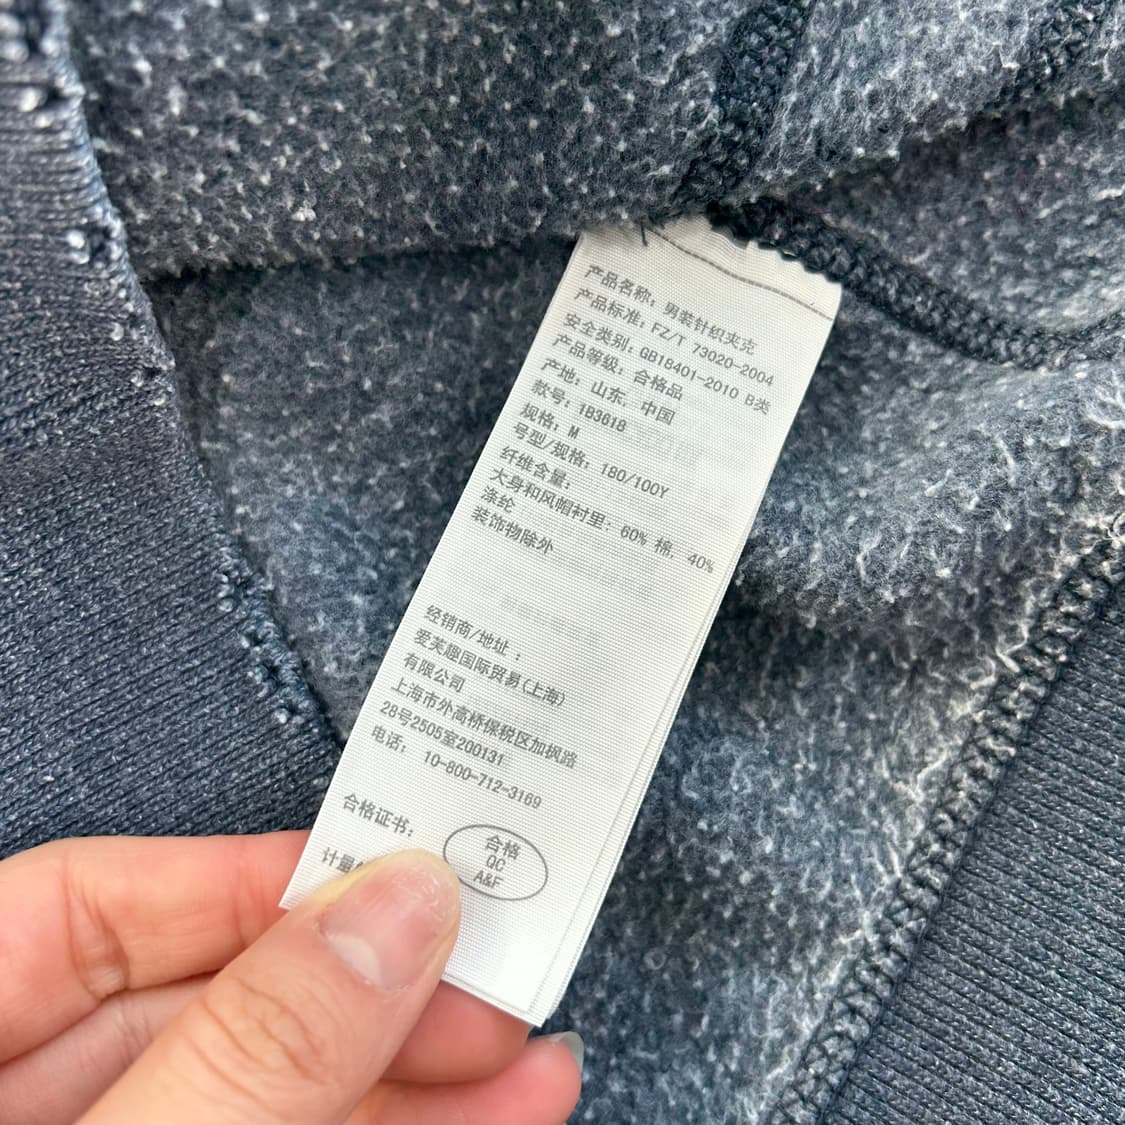 产品名称：男装针织夹克
产品标准：FZ/T 73020-2004
安全类别：GB18401-2010 B类
产品等级：合格品
产地：山东、中国
款号：1B3618
规格：M
号型/规格：180/100Y
纤维含量：
大身和风帽衬里：60% 棉, 40%
涤纶
装饰物除外
经销商/地址：
爱芙趣国际贸易(上海)
有限公司
上海市外高桥保税区加枫路
28号2505室200131
电话： 10-800-712-3169
合格证书：
合格
QC
A&F
计量